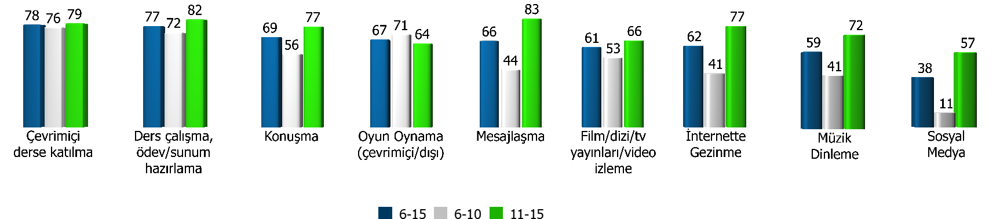 78 76 79
77 72 82
69 56 77
67 71 64
66 44 83
61 53 66
62 41 77
59 41 72
38 11 57
Çevrimiçi
derse katılma
Ders çalışma,
ödev/sunum
hazırlama
Konuşma
Oyun Oynama
(çevrimiçi/dışı)
Mesajlaşma
Film/dizi/tv
yayınları/video
izleme
İnternette
Gezinme
Müzik
Dinleme
Sosyal
Medya
6-15 6-10 11-15